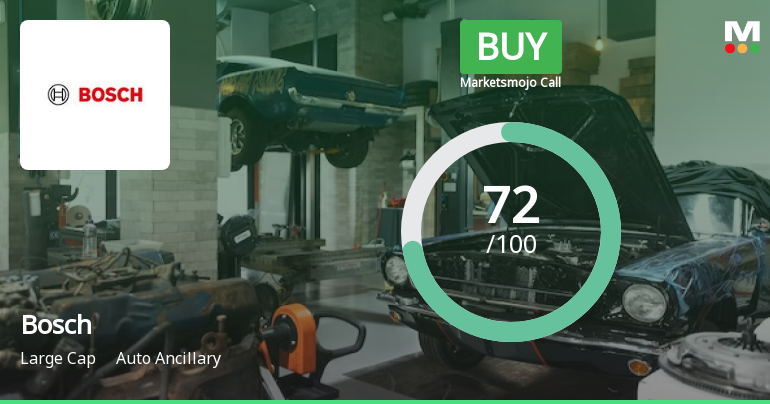 BOSCH
BUY
Marketsmojo Call
M
72
/100
Bosch
Large Cap Auto Ancillary